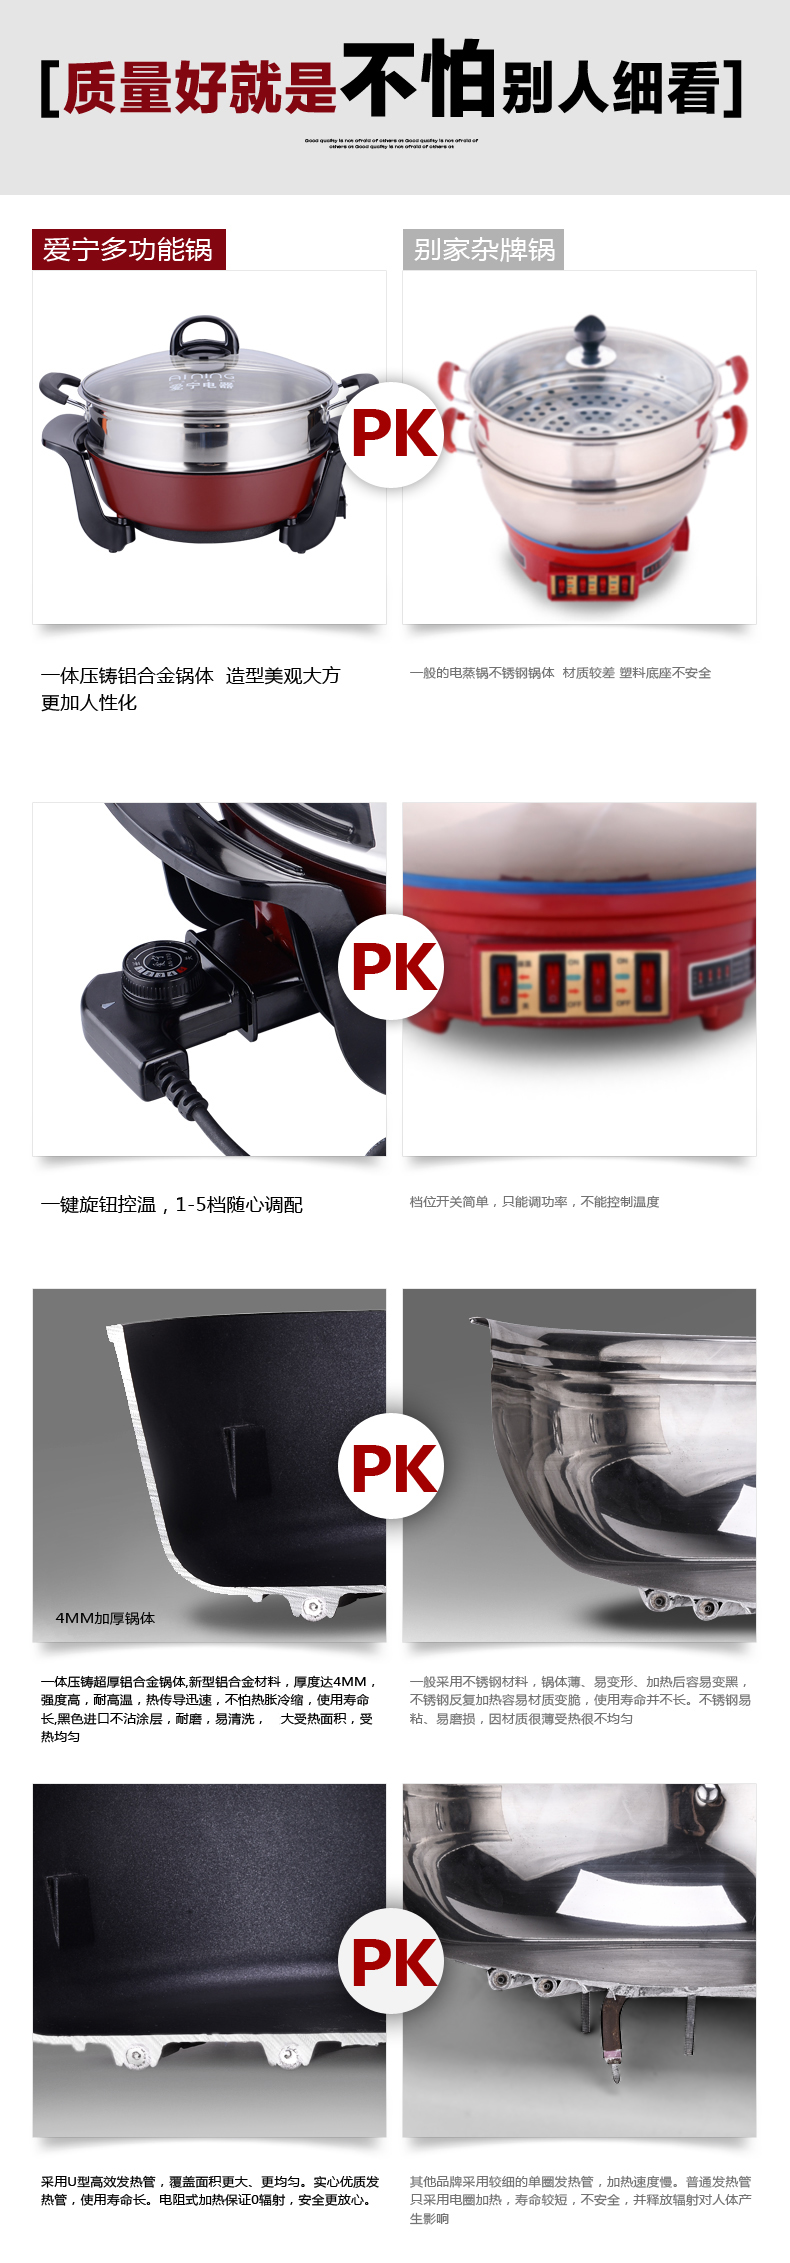 [质量好就是不怕别人细看]
Good quality is not afraid of others as Good quality is not afraid of
others as Good quality is not afraid of others as
爱宁多功能锅
别家杂牌锅
AINING
爱宁电器
PK
一体压铸铝合金锅体 造型美观大方
更加人性化
一般的电蒸锅不锈钢锅体 材质较差 塑料底座不安全
ON
ON
OFF
OFF
PK
一键旋钮控温，1-5档随心调配
档位开关简单，只能调功率，不能控制温度
PK
4MM加厚锅体
一体压铸超厚铝合金锅体,新型铝合金材料，厚度达4MM，
强度高，耐高温，热传导迅速，不怕热胀冷缩，使用寿命
长,黑色进口不沾涂层，耐磨，易清洗， 大受热面积，受
热均匀
一般采用不锈钢材料，锅体薄、易变形、加热后容易变黑，
不锈钢反复加热容易材质变脆，使用寿命并不长。不锈钢易
粘、易磨损，因材质很薄受热很不均匀
PK
采用U型高效发热管，覆盖面积更大、更均匀。实心优质发
热管，使用寿命长。电阻式加热保证0辐射，安全更放心。
其他品牌采用较细的单圈发热管，加热速度慢。普通发热管
只采用电圈加热，寿命较短，不安全，并释放辐射对人体产
生影响